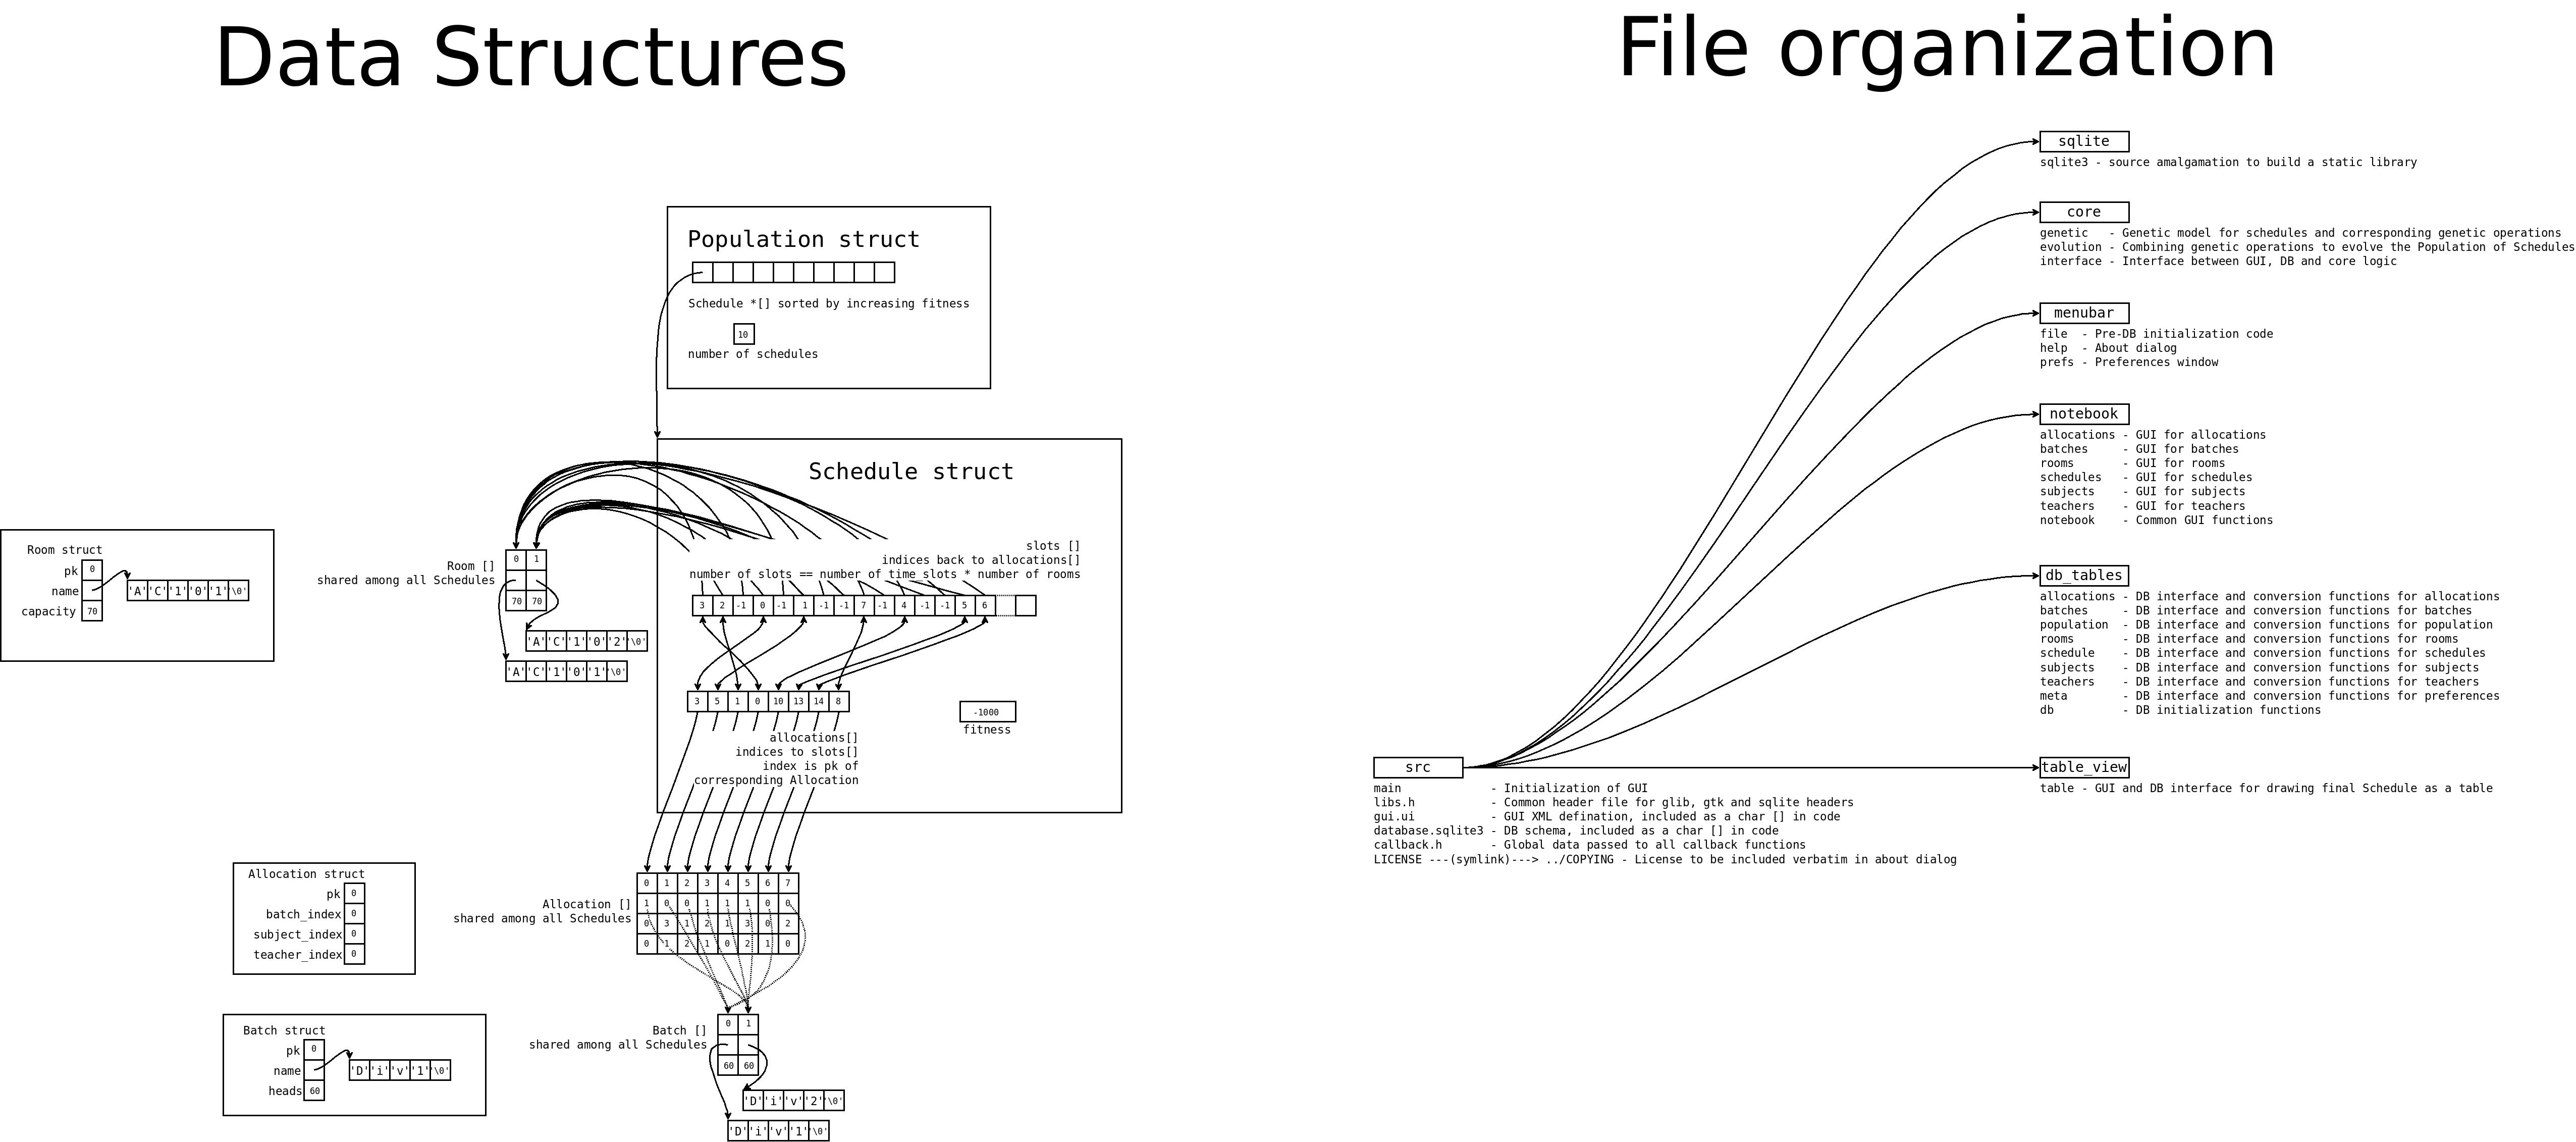 Data Structures
Population struct
Schedule *[] sorted by increasing fitness
10
number of schedules
Schedule struct
Room struct
pk 0
name 'A' 'C' '1' '0' '1' '\0'
capacity 70
Room []
shared among all Schedules
0 1
70 70
'A' 'C' '1' '0' '2' '\0'
'A' 'C' '1' '0' '1' '\0'
slots []
indices back to allocations[]
number of slots == number of time_slots * number of rooms
3 2 -1 0 -1 1 -1 -1 7 -1 4 -1 -1 5 6
3 5 1 0 10 13 14 8
-1000
fitness
allocations[]
indices to slots[]
index is pk of
corresponding Allocation
Allocation struct
pk 0
batch_index 0
subject_index 0
teacher_index 0
Allocation []
shared among all Schedules
0 1 2 3 4 5 6 7
1 0 0 1 1 1 0 0
0 3 1 2 1 3 0 2
0 1 2 1 0 2 1 0
Batch struct
pk 0
name 'D' 'i' 'v' '1' '\0'
heads 60
Batch []
shared among all Schedules
0 1
60 60
'D' 'i' 'v' '2' '\0'
'D' 'i' 'v' '1' '\0'
File organization
sqlite
sqlite3 - source amalgamation to build a static library
core
genetic - Genetic model for schedules and corresponding genetic operations
evolution - Combining genetic operations to evolve the Population of Schedules
interface - Interface between GUI, DB and core logic
menubar
file - Pre-DB initialization code
help - About dialog
prefs - Preferences window
notebook
allocations - GUI for allocations
batches - GUI for batches
rooms - GUI for rooms
schedules - GUI for schedules
subjects - GUI for subjects
teachers - GUI for teachers
notebook - Common GUI functions
db_tables
allocations - DB interface and conversion functions for allocations
batches - DB interface and conversion functions for batches
population - DB interface and conversion functions for population
rooms - DB interface and conversion functions for rooms
schedule - DB interface and conversion functions for schedules
subjects - DB interface and conversion functions for subjects
teachers - DB interface and conversion functions for teachers
meta - DB interface and conversion functions for preferences
db - DB initialization functions
table_view
table - GUI and DB interface for drawing final Schedule as a table
src
main - Initialization of GUI
libs.h - Common header file for glib, gtk and sqlite headers
gui.ui - GUI XML defination, included as a char [] in code
database.sqlite3 - DB schema, included as a char [] in code
callback.h - Global data passed to all callback functions
LICENSE ---(symlink)---> ../COPYING - License to be included verbatim in about dialog